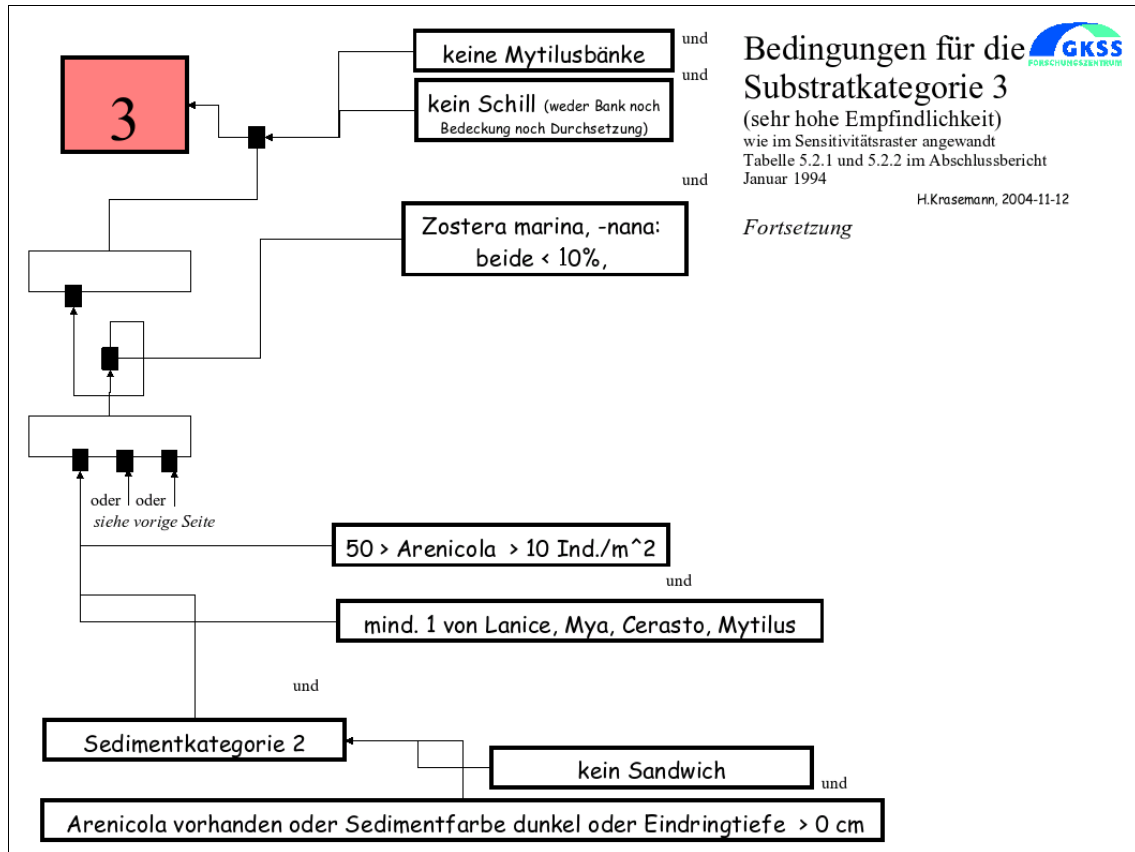 3
keine Mytilusbänke
und
und
kein Schill (weder Bank noch
Bedeckung noch Durchsetzung)
und
Zostera marina, -nana:
beide < 10%,
Bedingungen für die
Substratkategorie 3
(sehr hohe Empfindlichkeit)
wie im Sensitivitätsraster angewandt
Tabelle 5.2.1 und 5.2.2 im Abschlussbericht
Januar 1994
H.Krasemann, 2004-11-12
Fortsetzung
GKSS
FORSCHUNGSZENTRUM
oder oder
siehe vorige Seite
50 > Arenicola > 10 Ind./m^2
und
mind. 1 von Lanice, Mya, Cerasto, Mytilus
und
Sedimentkategorie 2
kein Sandwich
und
Arenicola vorhanden oder Sedimentfarbe dunkel oder Eindringtiefe > 0 cm